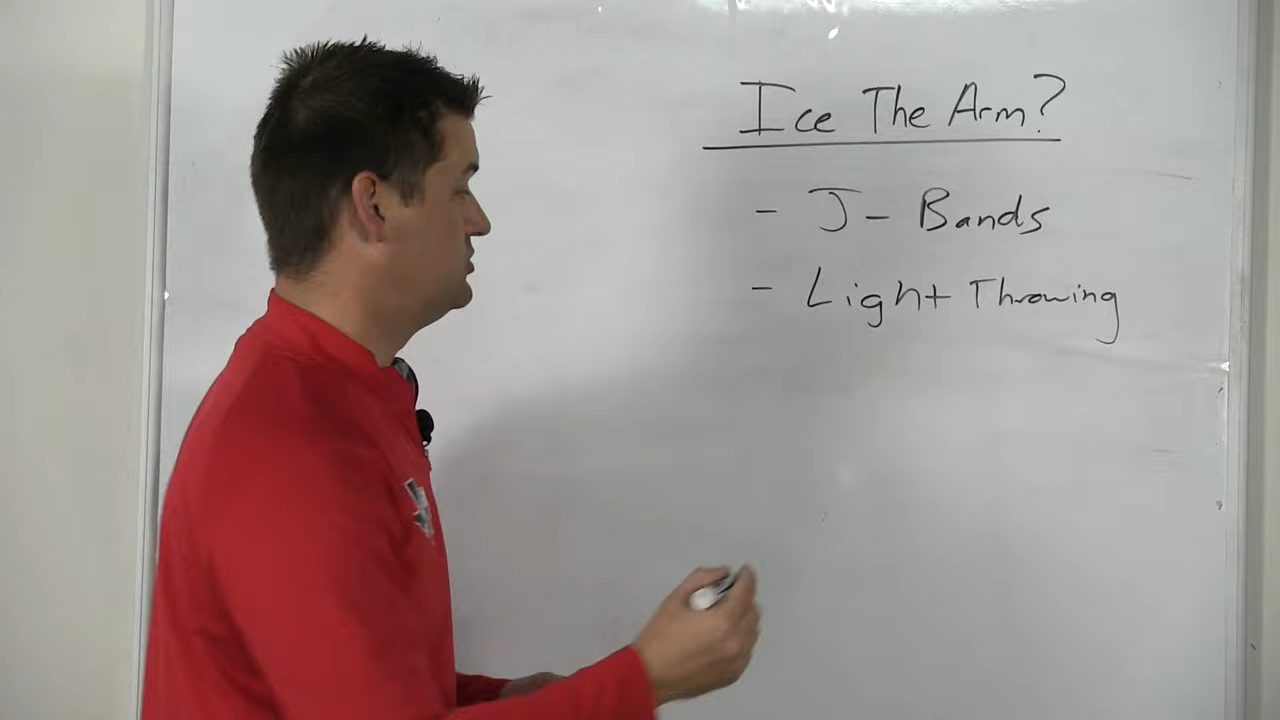 Ice The Arm?
- J- Bands
- Light Throwing